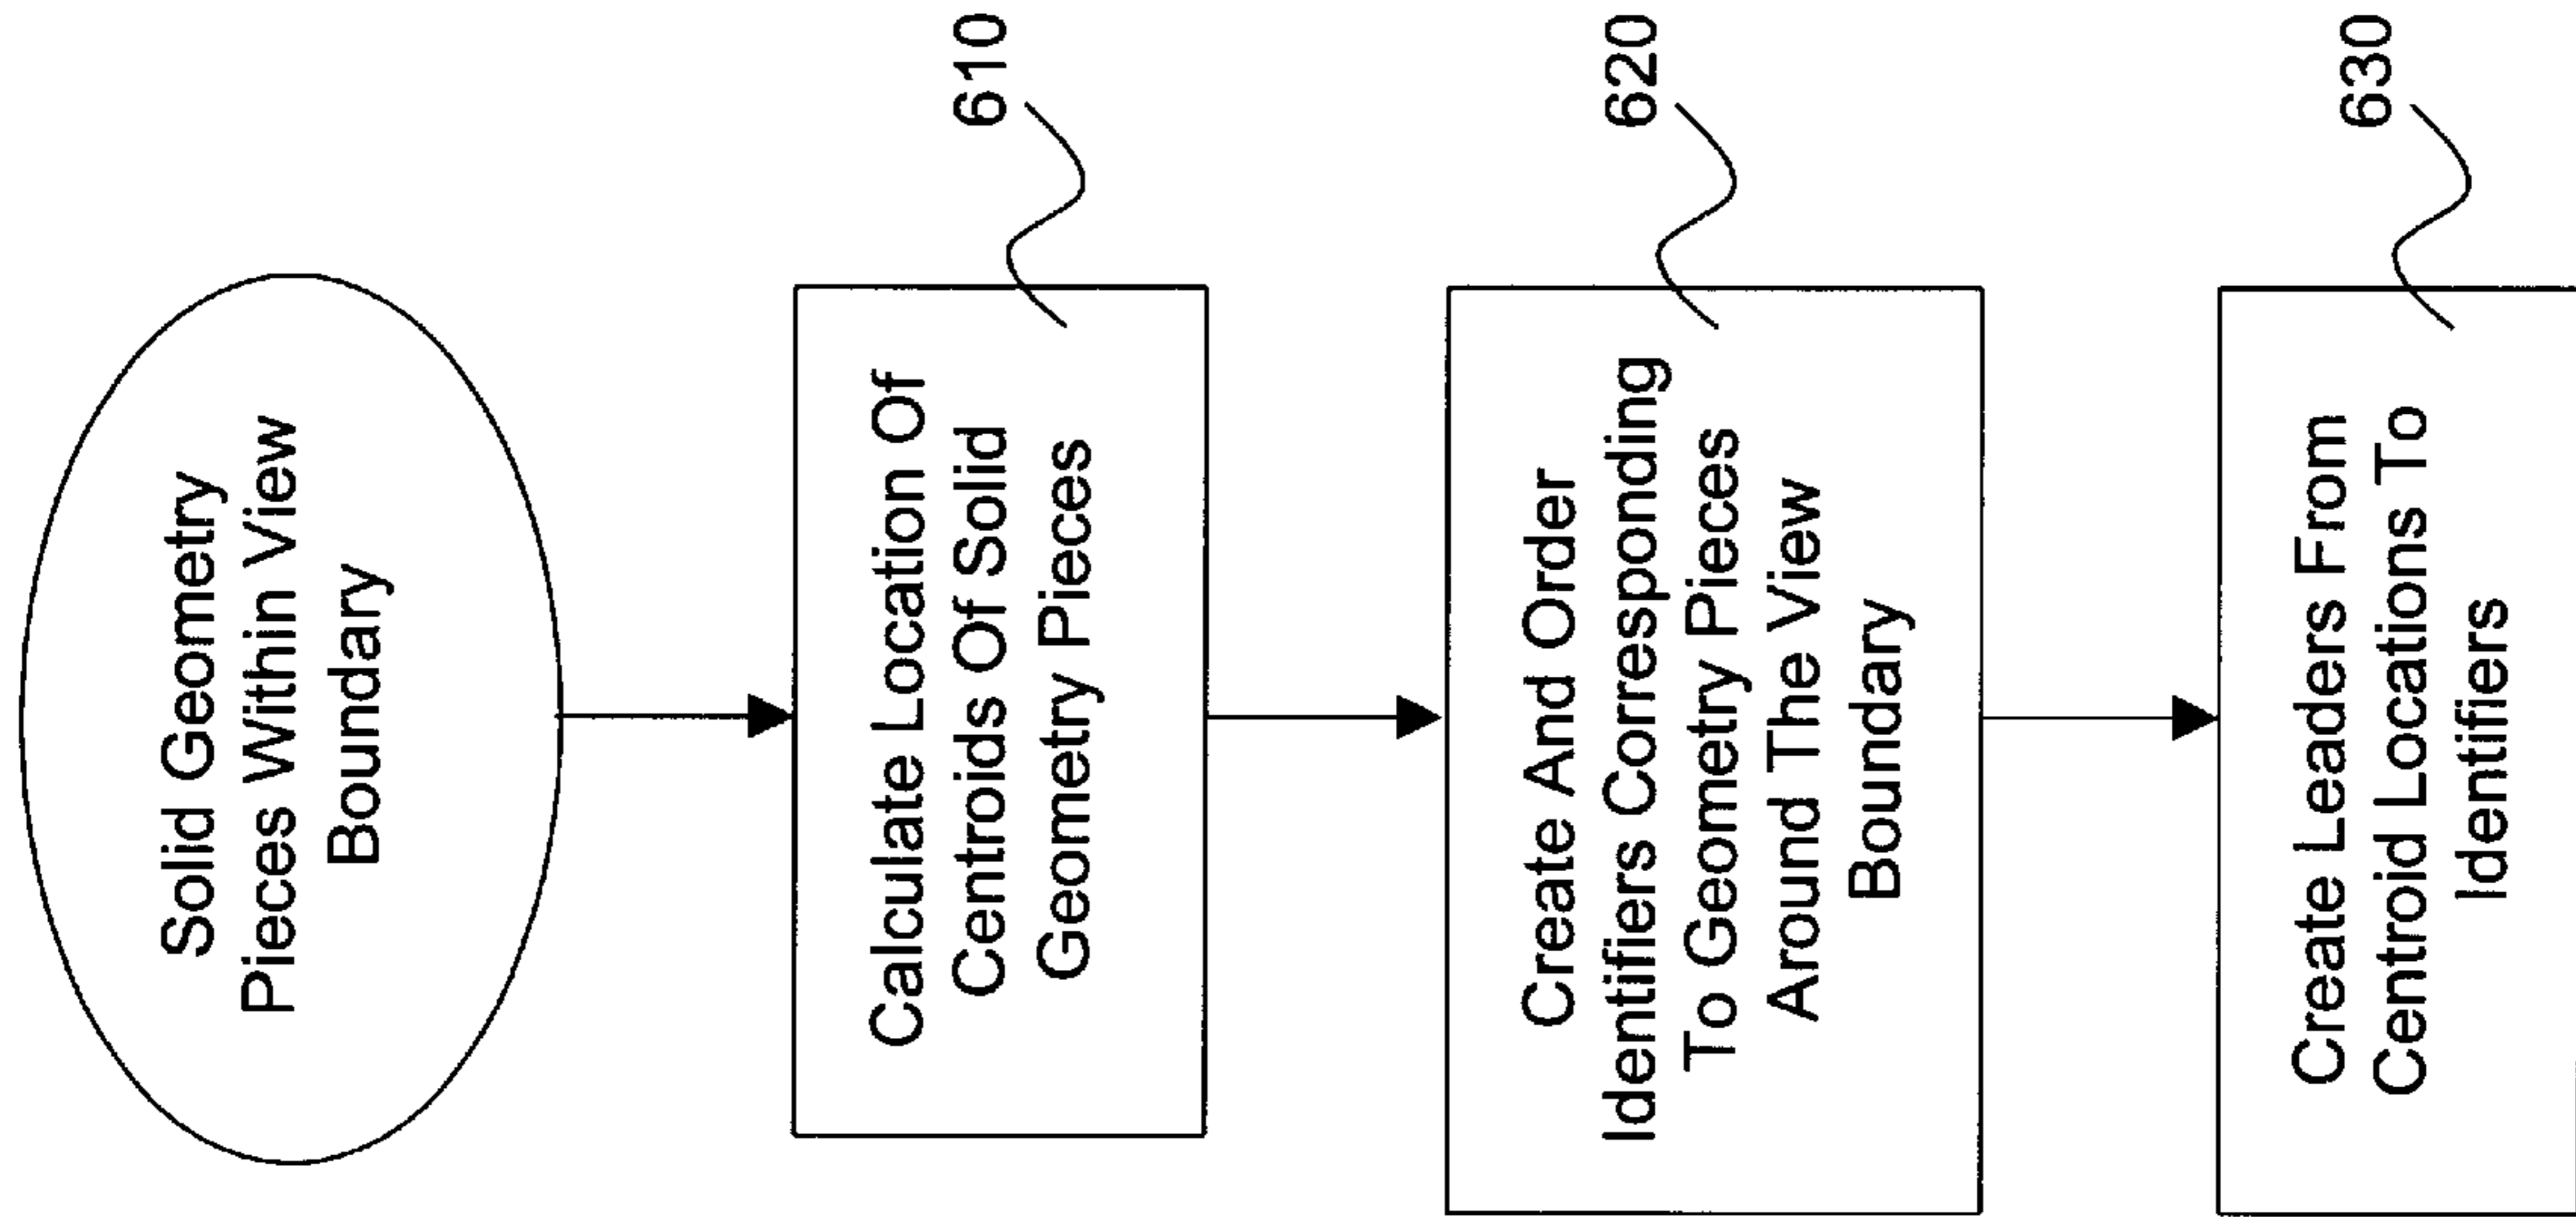 Solid Geometry
Pieces Within View
Boundary
610
Calculate Location Of
Centroids Of Solid
Geometry Pieces
620
Create And Order
Identifiers Corresponding
To Geometry Pieces
Around The View
Boundary
630
Create Leaders From
Centroid Locations To
Identifiers